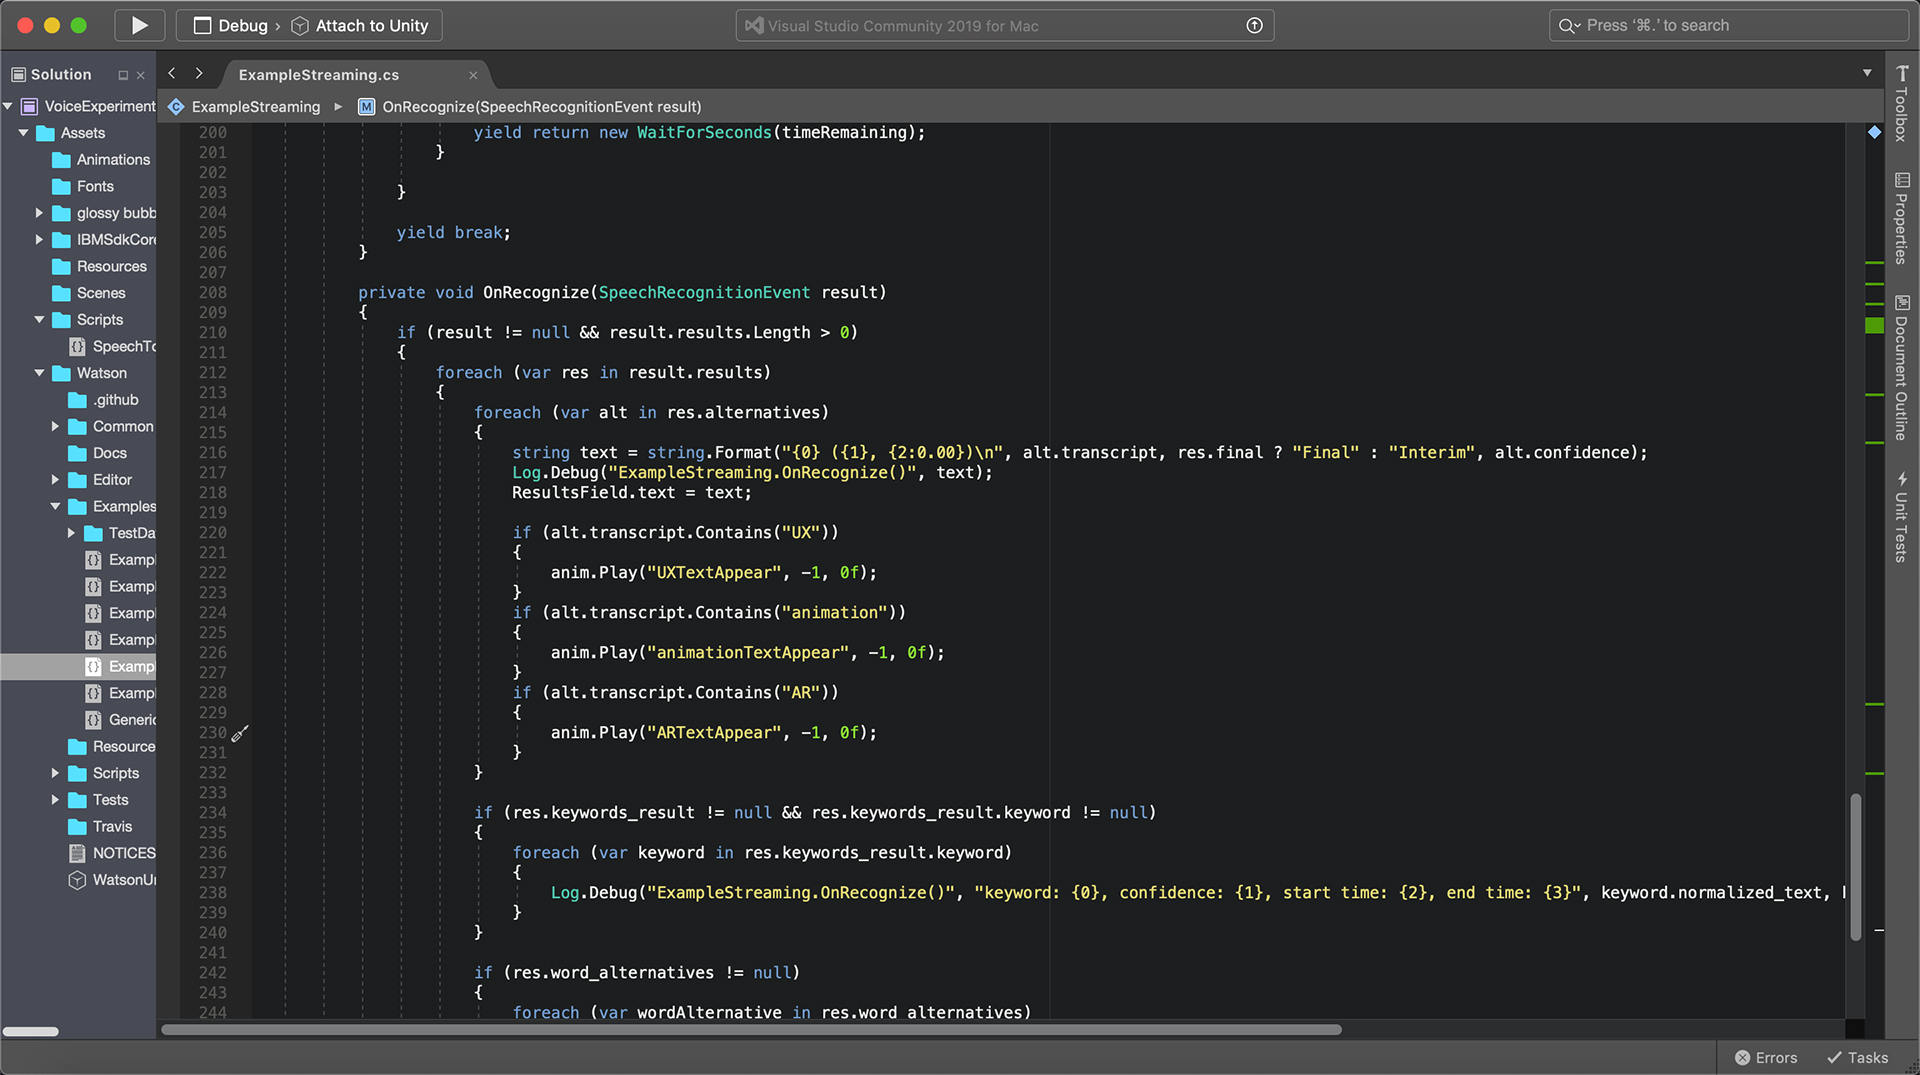 Debug › Attach to Unity
Visual Studio Community 2019 for Mac
Press ‘⌘.’ to search
Solution
VoiceExperiment
Assets
Animations
Fonts
glossy bubb
IBMSdkCore
Resources
Scenes
Scripts
SpeechTo
Watson
.github
Common
Docs
Editor
Examples
TestDa
Exampl
Exampl
Exampl
Exampl
Exampl
Exampl
Generic
Resource
Scripts
Tests
Travis
NOTICES
WatsonUn
ExampleStreaming.cs
ExampleStreaming ▸ M OnRecognize(SpeechRecognitionEvent result)
200 yield return new WaitForSeconds(timeRemaining);
201 }
202
203 }
204
205 yield break;
206 }
207
208 private void OnRecognize(SpeechRecognitionEvent result)
209 {
210 if (result != null && result.results.Length > 0)
211 {
212 foreach (var res in result.results)
213 {
214 foreach (var alt in res.alternatives)
215 {
216 string text = string.Format("{0} ({1}, {2:0.00})\n", alt.transcript, res.final ? "Final" : "Interim", alt.confidence);
217 Log.Debug("ExampleStreaming.OnRecognize()", text);
218 ResultsField.text = text;
219
220 if (alt.transcript.Contains("UX"))
221 {
222 anim.Play("UXTextAppear", -1, 0f);
223 }
224 if (alt.transcript.Contains("animation"))
225 {
226 anim.Play("animationTextAppear", -1, 0f);
227 }
228 if (alt.transcript.Contains("AR"))
229 {
230 anim.Play("ARTextAppear", -1, 0f);
231 }
232 }
233
234 if (res.keywords_result != null && res.keywords_result.keyword != null)
235 {
236 foreach (var keyword in res.keywords_result.keyword)
237 {
238 Log.Debug("ExampleStreaming.OnRecognize()", "keyword: {0}, confidence: {1}, start time: {2}, end time: {3}", keyword.normalized_text,
239 }
240 }
241
242 if (res.word_alternatives != null)
243 {
244 foreach (var wordAlternative in res.word_alternatives)
Toolbox
Properties
Document Outline
Unit Tests
Errors
Tasks